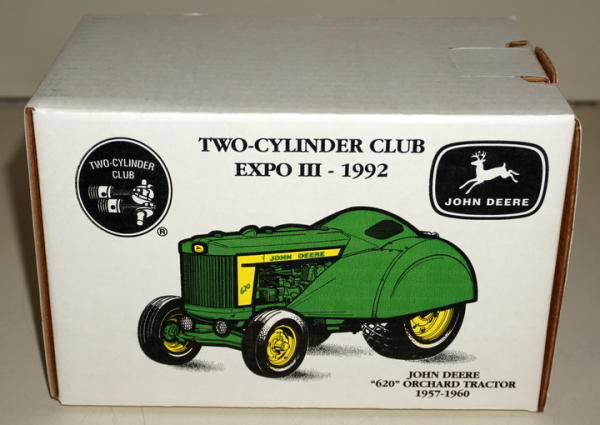 TWO-CYLINDER CLUB
EXPO III - 1992
TWO-CYLINDER
CLUB
®
JOHN DEERE
JOHN DEERE
620
JOHN DEERE
"620" ORCHARD TRACTOR
1957-1960